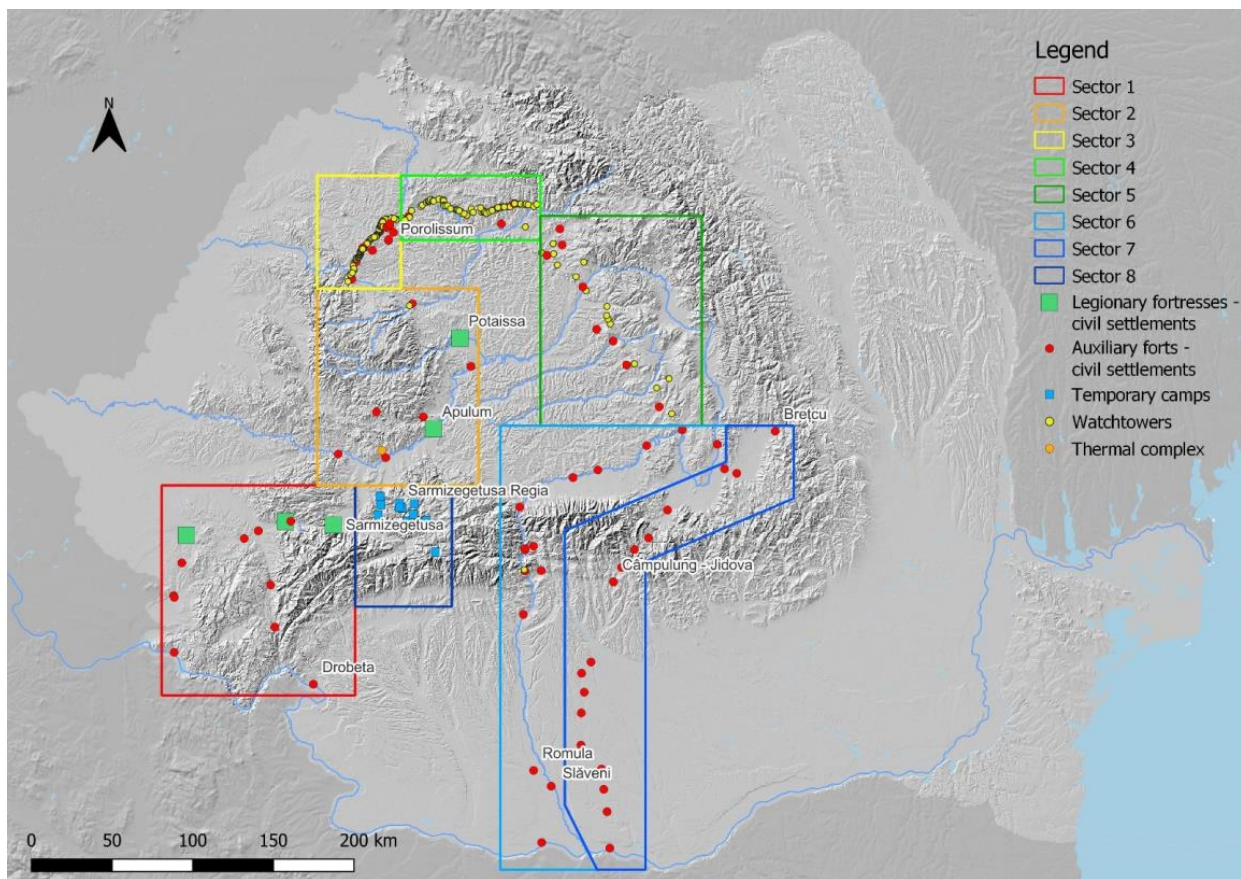 Legend
Sector 1
Sector 2
Sector 3
Sector 4
Sector 5
Sector 6
Sector 7
Sector 8
Legionary fortresses -
civil settlements
Auxiliary forts -
civil settlements
Temporary camps
Watchtowers
Thermal complex
N
Porolissum
Potaissa
Apulum
Brețcu
Sarmizegetusa Regia
Sarmizegetusa
Câmpulung - Jidova
Drobeta
Romula
Slăveni
0 50 100 150 200 km